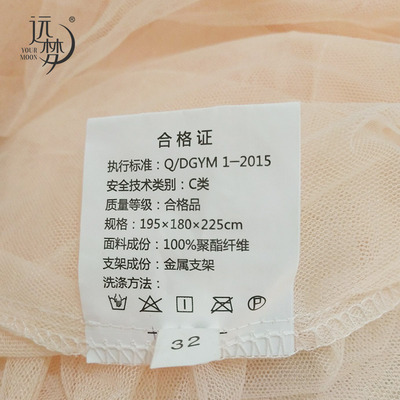 远梦®
YOUR
MOON
合格证
执行标准：Q/DGYM 1-2015
安全技术类别：C类
质量等级：合格品
规格：195×180×225cm
面料成份：100%聚酯纤维
支架成份：金属支架
洗涤方法：
P
32